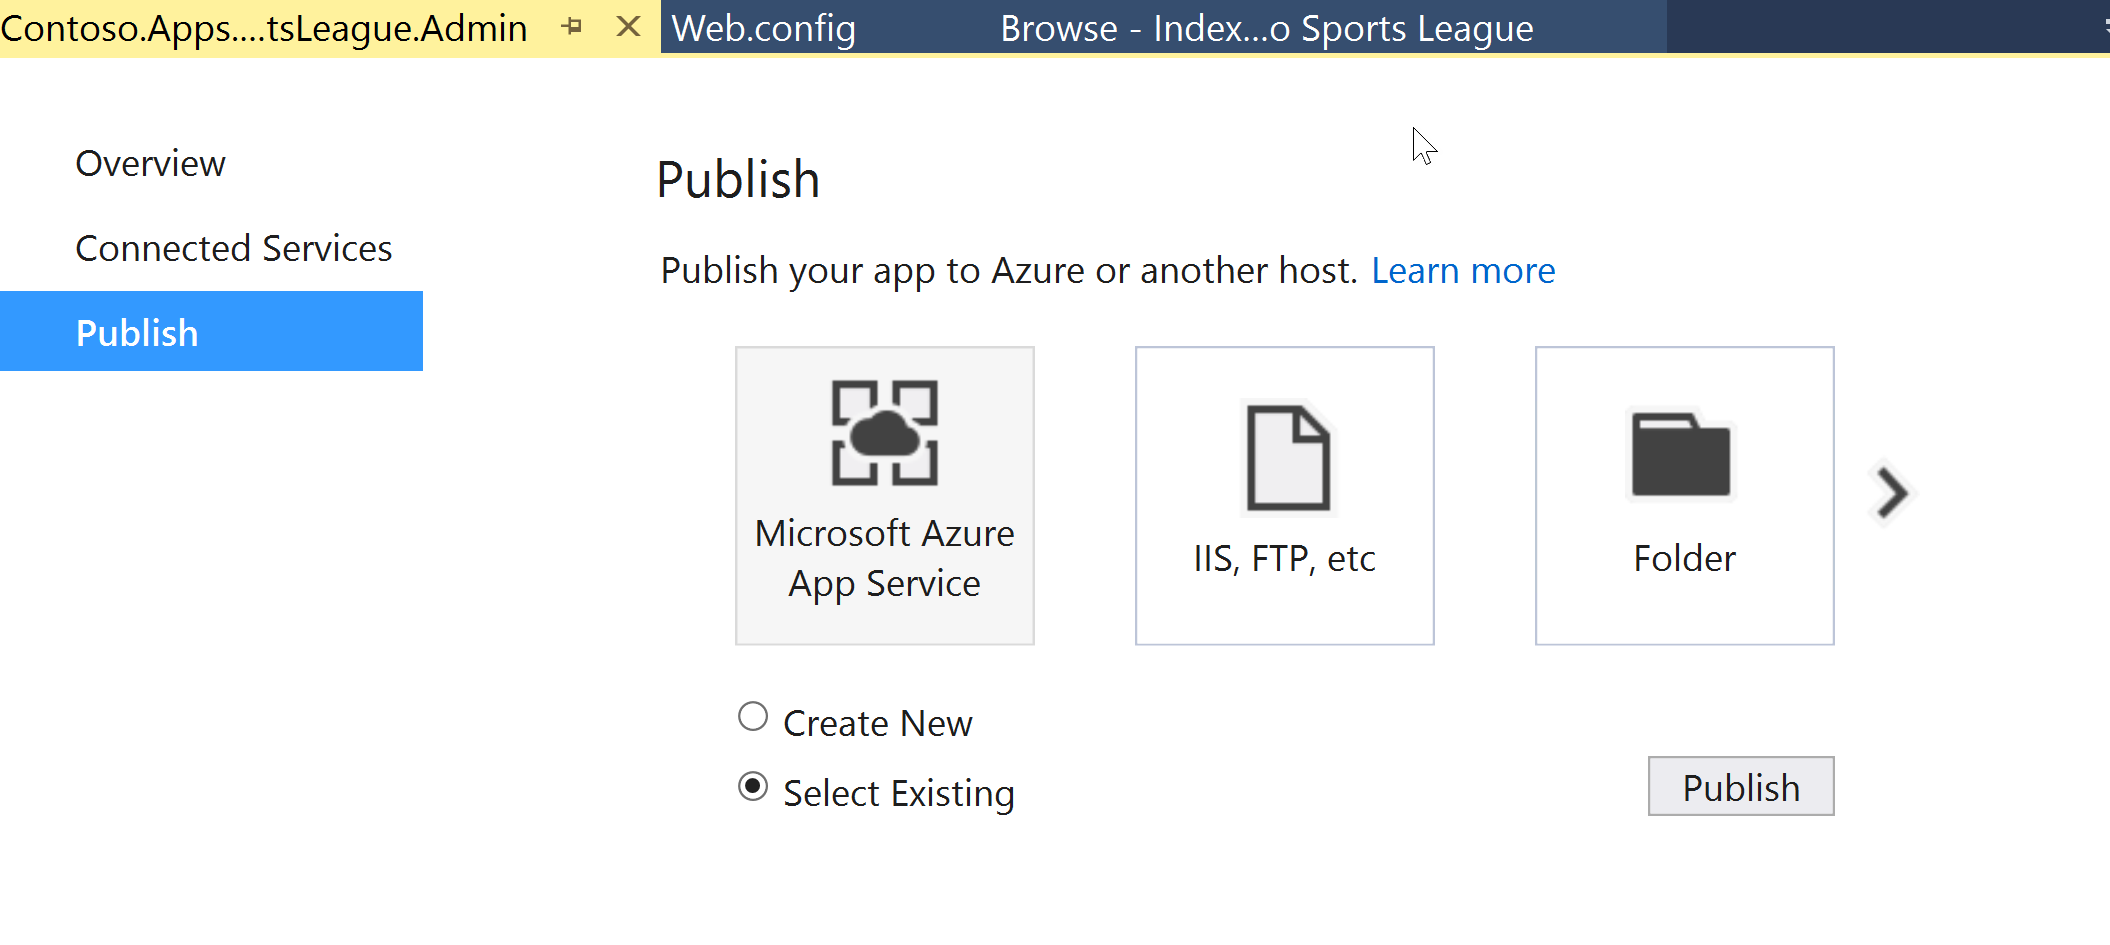 Contoso.Apps....tsLeague.Admin
Web.config
Browse - Index...o Sports League
Overview
Connected Services
Publish
Publish
Publish your app to Azure or another host. Learn more
Microsoft Azure
App Service
IIS, FTP, etc
Folder
Create New
Select Existing
Publish